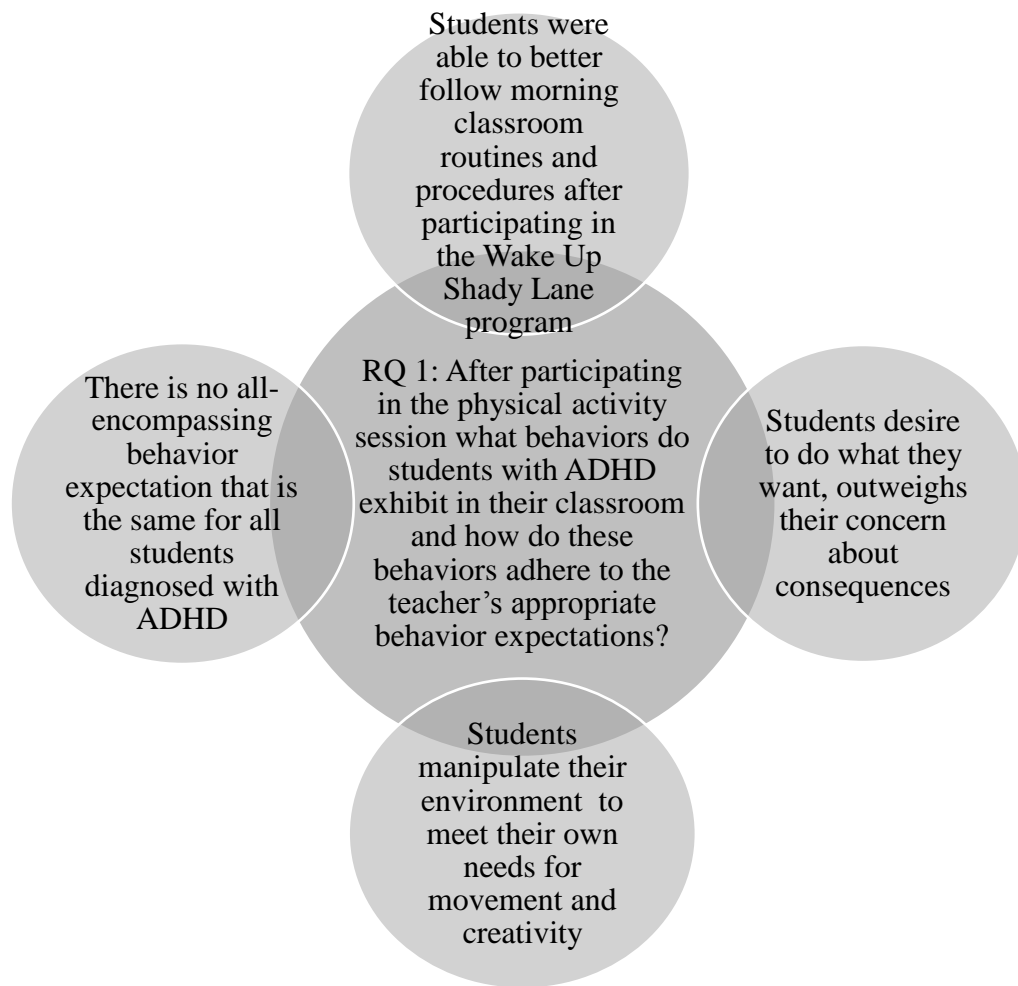 Students were
able to better
follow morning
classroom
routines and
procedures after
participating in
the Wake Up
Shady Lane
program
There is no all-
encompassing
behavior
expectation that is
the same for all
students
diagnosed with
ADHD
RQ 1: After participating
in the physical activity
session what behaviors do
students with ADHD
exhibit in their classroom
and how do these
behaviors adhere to the
teacher’s appropriate
behavior expectations?
Students desire
to do what they
want, outweighs
their concern
about
consequences
Students
manipulate their
environment  to
meet their own
needs for
movement and
creativity